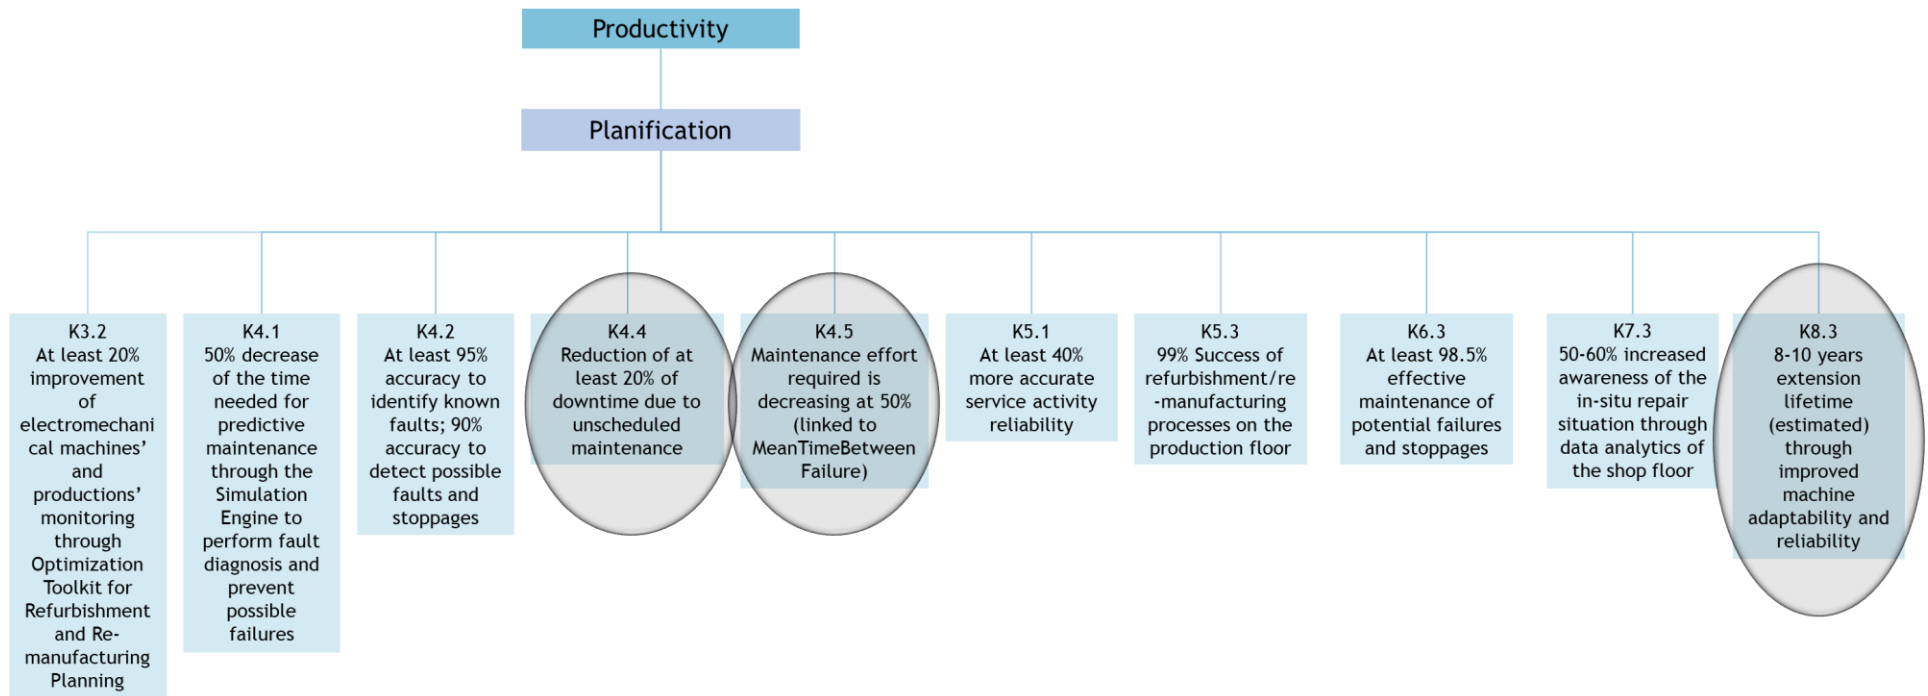 Productivity
Planification
K3.2
At least 20%
improvement
of
electromechani
cal machines’
and
productions’
monitoring
through
Optimization
Toolkit for
Refurbishment
and Re-
manufacturing
Planning
K4.1
50% decrease
of the time
needed for
predictive
maintenance
through the
Simulation
Engine to
perform fault
diagnosis and
prevent
possible
failures
K4.2
At least 95%
accuracy to
identify known
faults; 90%
accuracy to
detect possible
faults and
stoppages
K4.4
Reduction of at
least 20% of
downtime due to
unscheduled
maintenance
K4.5
Maintenance effort
required is
decreasing at 50%
(linked to
MeanTimeBetween
Failure)
K5.1
At least 40%
more accurate
service activity
reliability
K5.3
99% Success of
refurbishment/re
-manufacturing
processes on the
production floor
K6.3
At least 98.5%
effective
maintenance of
potential failures
and stoppages
K7.3
50-60% increased
awareness of the
in-situ repair
situation through
data analytics of
the shop floor
K8.3
8-10 years
extension
lifetime
(estimated)
through
improved
machine
adaptability and
reliability